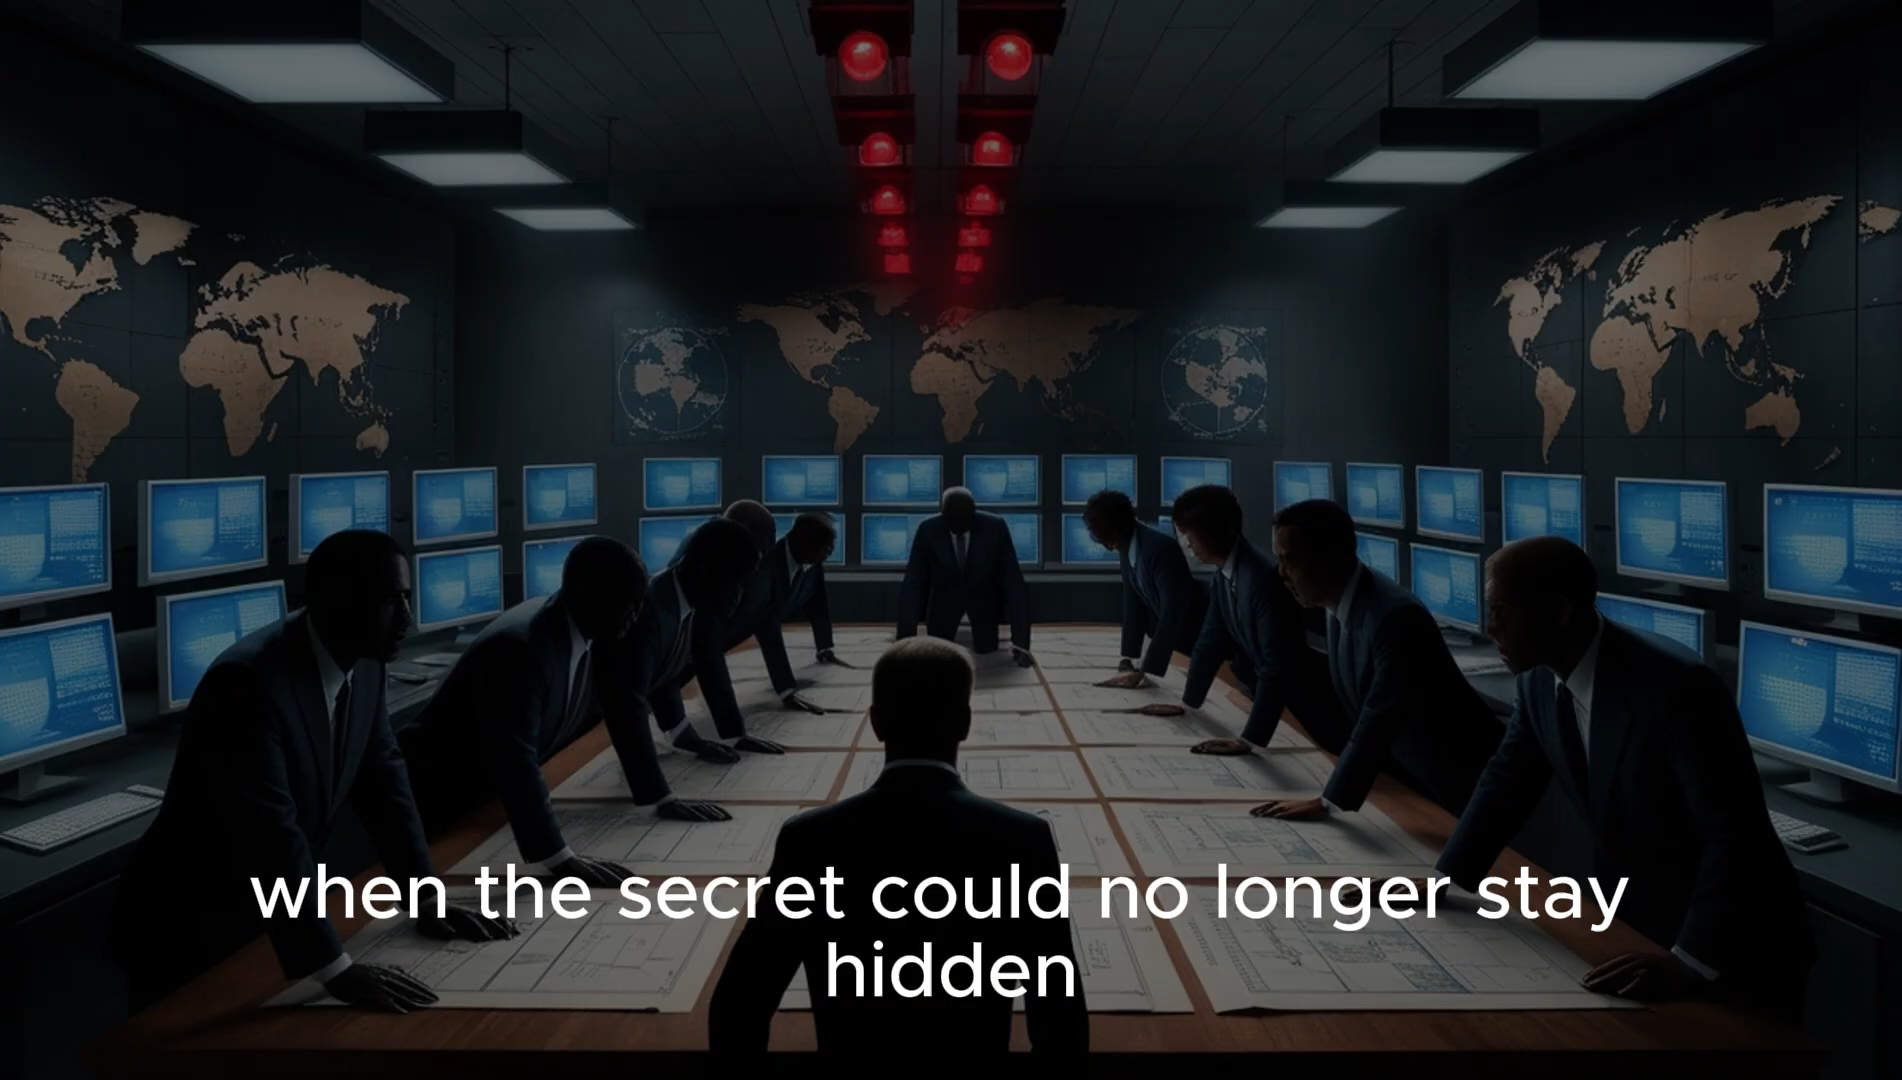 when the secret could no longer stay
hidden